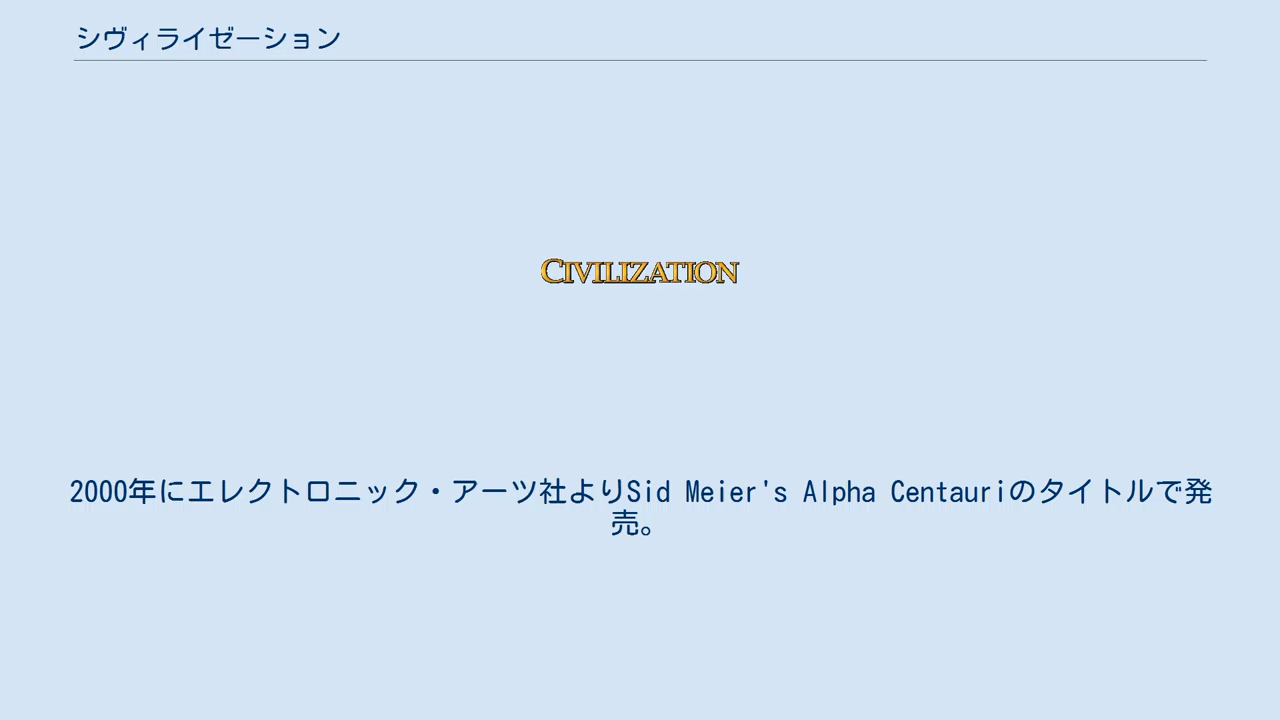 シヴィライゼーション
CIVILIZATION
2000年にエレクトロニック・アーツ社よりSid Meier's Alpha Centauriのタイトルで発
売。